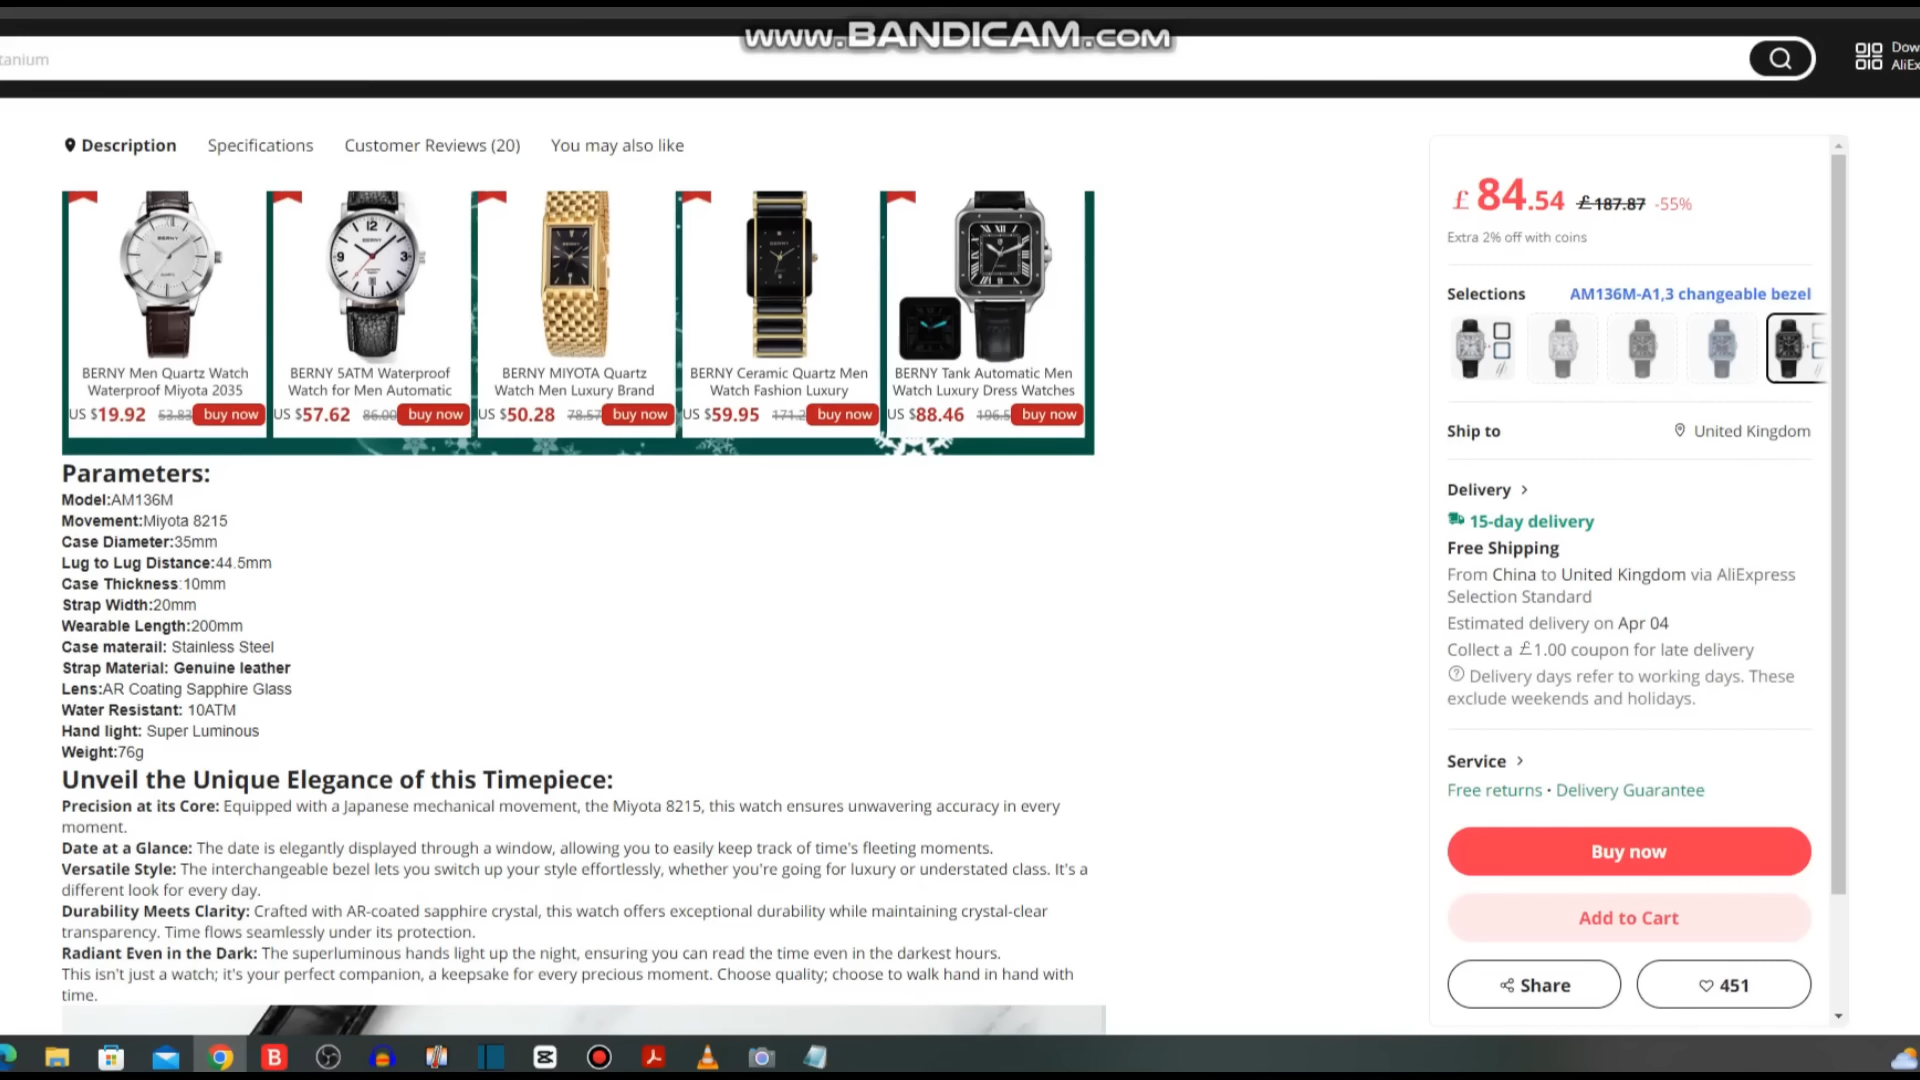 www.BANDICAM.com
tanium
Dow
AliEx
Description Specifications Customer Reviews (20) You may also like
BERNY Men Quartz Watch
Waterproof Miyota 2035
US $19.92 53.83 buy now
BERNY 5ATM Waterproof
Watch for Men Automatic
US $57.62 86.00 buy now
BERNY MIYOTA Quartz
Watch Men Luxury Brand
US $50.28 78.57 buy now
BERNY Ceramic Quartz Men
Watch Fashion Luxury
US $59.95 171.2 buy now
BERNY Tank Automatic Men
Watch Luxury Dress Watches
US $88.46 196.5 buy now
Parameters:
Model:AM136M
Movement:Miyota 8215
Case Diameter:35mm
Lug to Lug Distance:44.5mm
Case Thickness:10mm
Strap Width:20mm
Wearable Length:200mm
Case materail: Stainless Steel
Strap Material: Genuine leather
Lens:AR Coating Sapphire Glass
Water Resistant: 10ATM
Hand light: Super Luminous
Weight:76g
Unveil the Unique Elegance of this Timepiece:
Precision at its Core: Equipped with a Japanese mechanical movement, the Miyota 8215, this watch ensures unwavering accuracy in every
moment.
Date at a Glance: The date is elegantly displayed through a window, allowing you to easily keep track of time's fleeting moments.
Versatile Style: The interchangeable bezel lets you switch up your style effortlessly, whether you're going for luxury or understated class. It's a
different look for every day.
Durability Meets Clarity: Crafted with AR-coated sapphire crystal, this watch offers exceptional durability while maintaining crystal-clear
transparency. Time flows seamlessly under its protection.
Radiant Even in the Dark: The superluminous hands light up the night, ensuring you can read the time even in the darkest hours.
This isn't just a watch; it's your perfect companion, a keepsake for every precious moment. Choose quality; choose to walk hand in hand with
time.
£84.54 £187.87 -55%
Extra 2% off with coins
Selections AM136M-A1,3 changeable bezel
Ship to United Kingdom
Delivery
15-day delivery
Free Shipping
From China to United Kingdom via AliExpress
Selection Standard
Estimated delivery on Apr 04
Collect a £1.00 coupon for late delivery
Delivery days refer to working days. These
exclude weekends and holidays.
Service
Free returns · Delivery Guarantee
Buy now
Add to Cart
Share 451